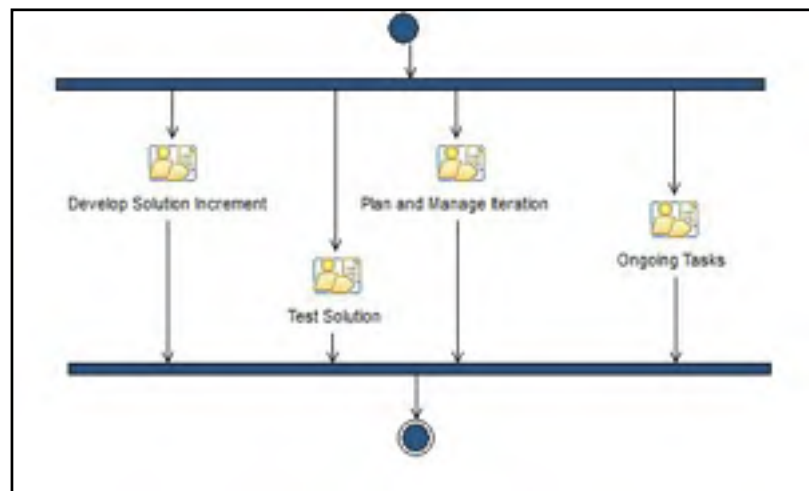 Develop Solution Increment
Plan and Manage Iteration
Ongoing Tasks
Test Solution